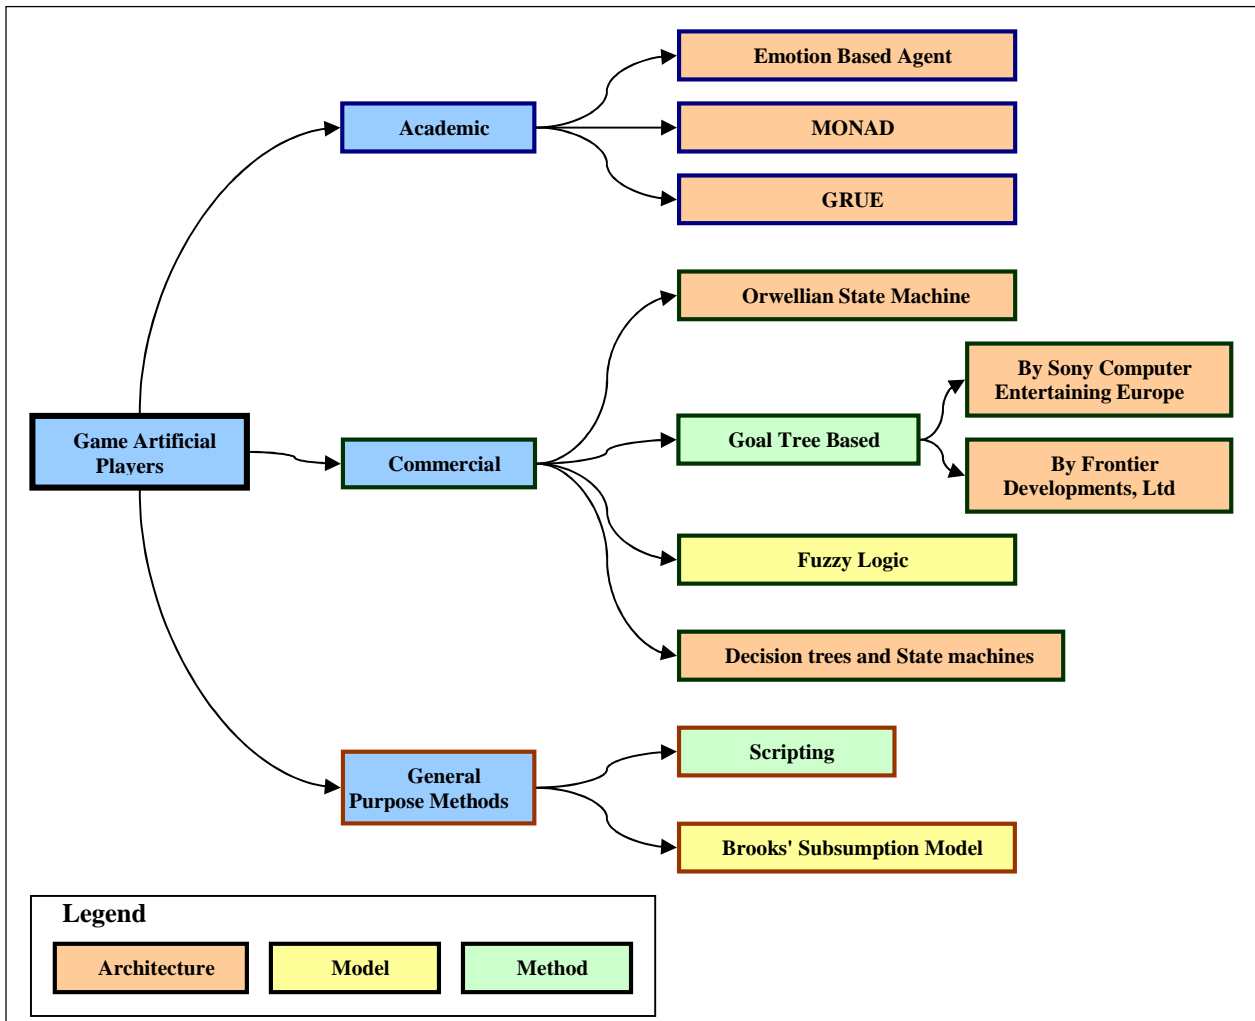 Emotion Based Agent
Academic
MONAD
GRUE
Orwellian State Machine
By Sony Computer
Entertaining Europe
Game Artificial
Players
Commercial
Goal Tree Based
By Frontier
Developments, Ltd
Fuzzy Logic
Decision trees and State machines
General
Purpose Methods
Scripting
Brooks' Subsumption Model
Legend
Architecture
Model
Method